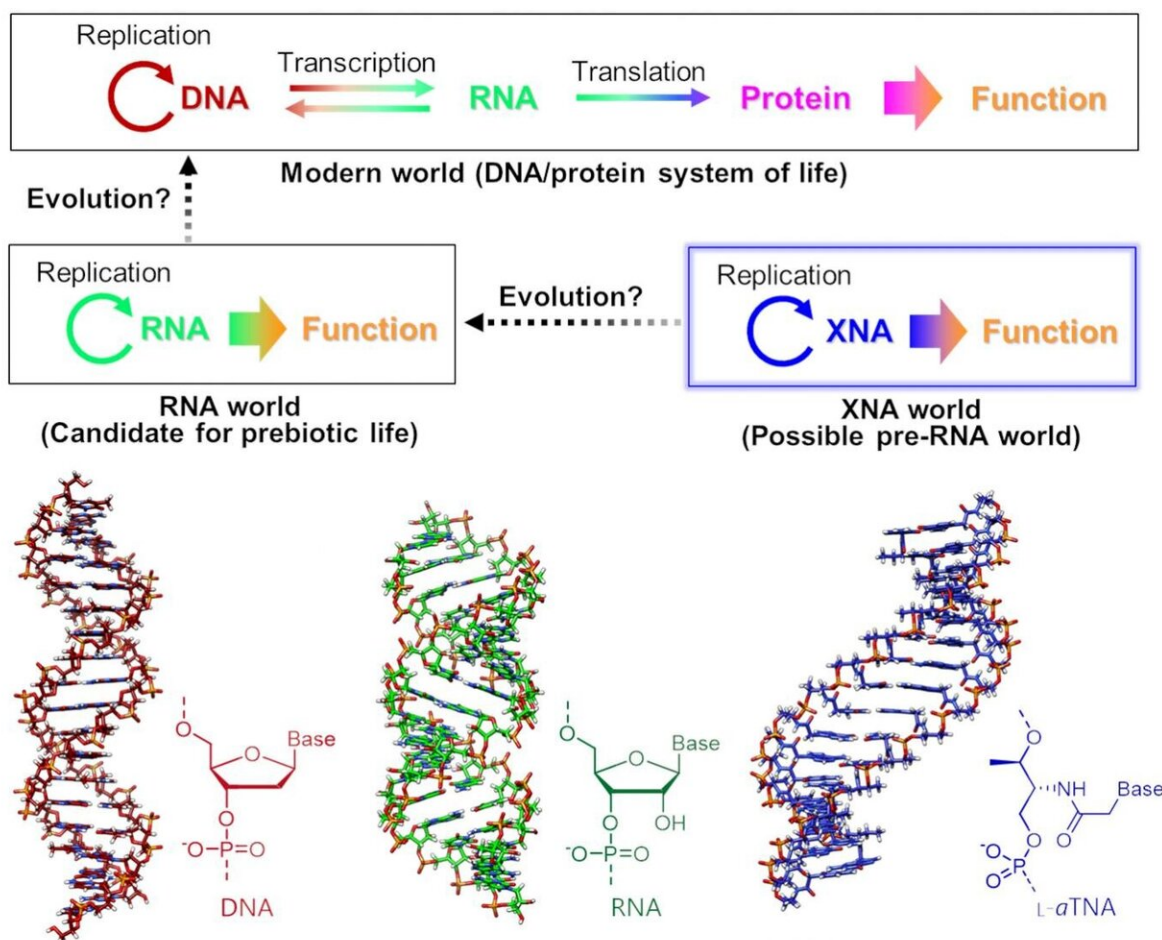 Replication
Transcription
Translation
DNA
RNA
Protein
Function
Modern world (DNA/protein system of life)
Evolution?
Replication
RNA
Function
Evolution?
Replication
XNA
Function
RNA world
(Candidate for prebiotic life)
XNA world
(Possible pre-RNA world)
O
O
Base
O
-O-P=O
DNA
O
O
Base
O
OH
-O-P=O
RNA
O
NH
Base
O
O
-O
P
O
L-aTNA